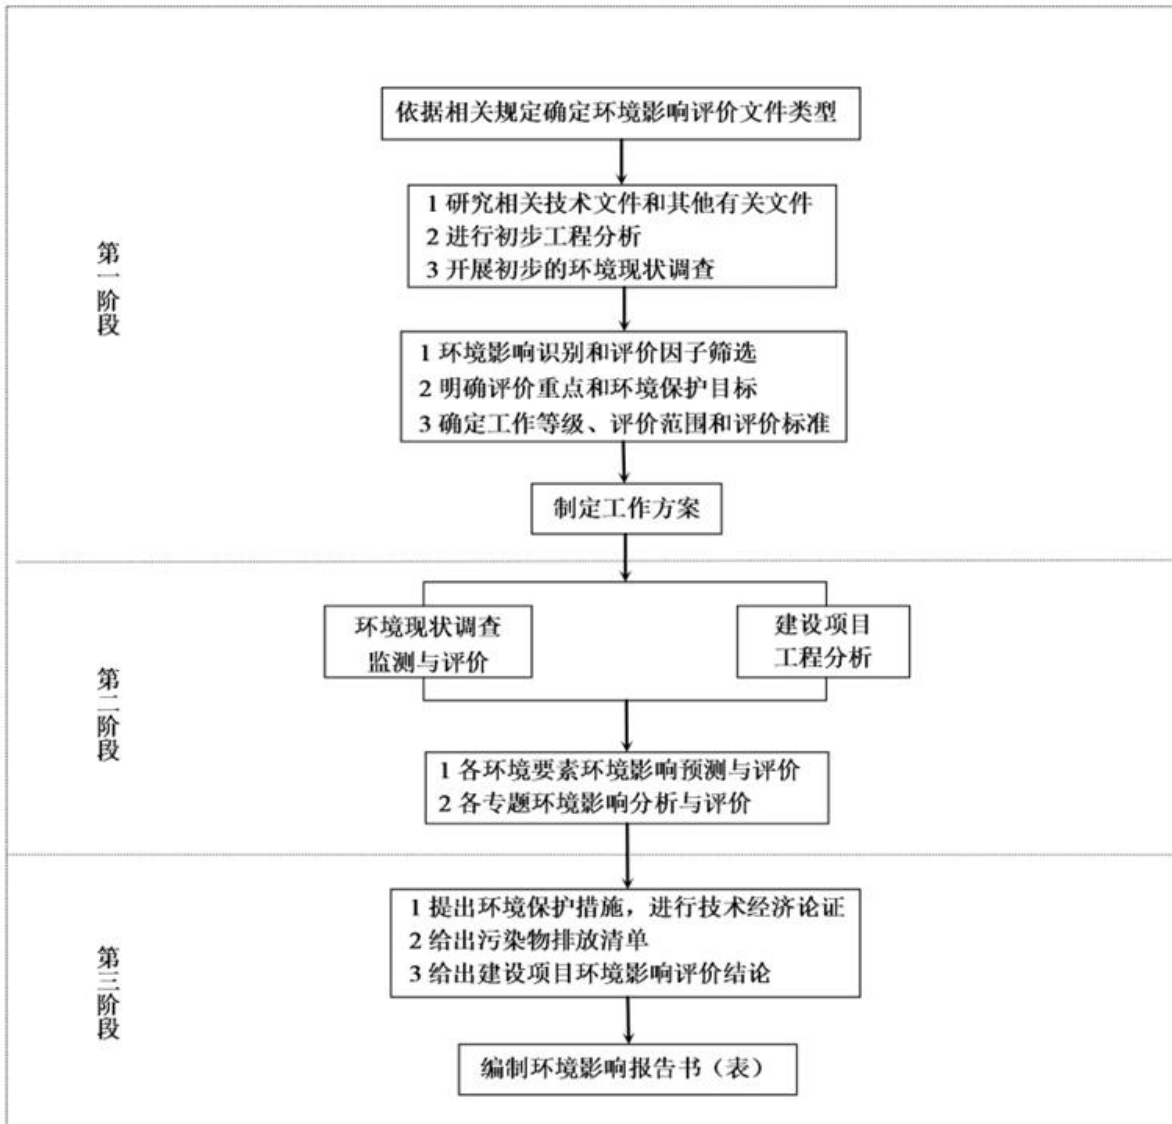 依据相关规定确定环境影响评价文件类型
1 研究相关技术文件和其他有关文件
2 进行初步工程分析
3 开展初步的环境现状调查
第一阶段
1 环境影响识别和评价因子筛选
2 明确评价重点和环境保护目标
3 确定工作等级、评价范围和评价标准
制定工作方案
环境现状调查
监测与评价
建设项目
工程分析
第二阶段
1 各环境要素环境影响预测与评价
2 各专题环境影响分析与评价
1 提出环境保护措施，进行技术经济论证
2 给出污染物排放清单
3 给出建设项目环境影响评价结论
第三阶段
编制环境影响报告书（表）